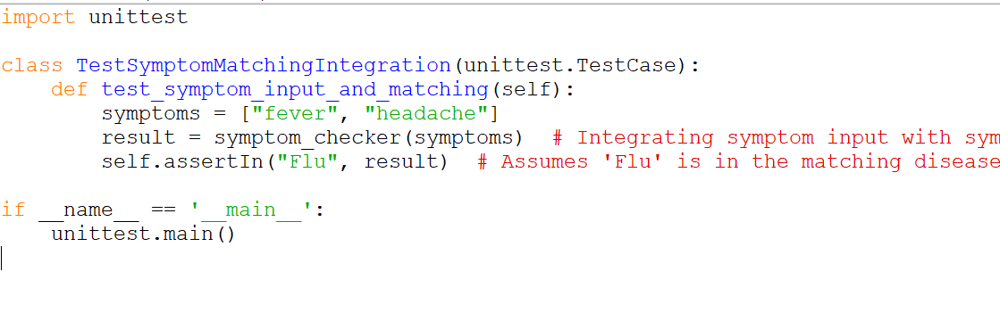 import unittest
class TestSymptomMatchingIntegration(unittest.TestCase):
    def test_symptom_input_and_matching(self):
        symptoms = ["fever", "headache"]
        result = symptom_checker(symptoms)  # Integrating symptom input with sym
        self.assertIn("Flu", result)  # Assumes 'Flu' is in the matching disease
if __name__ == '__main__':
    unittest.main()